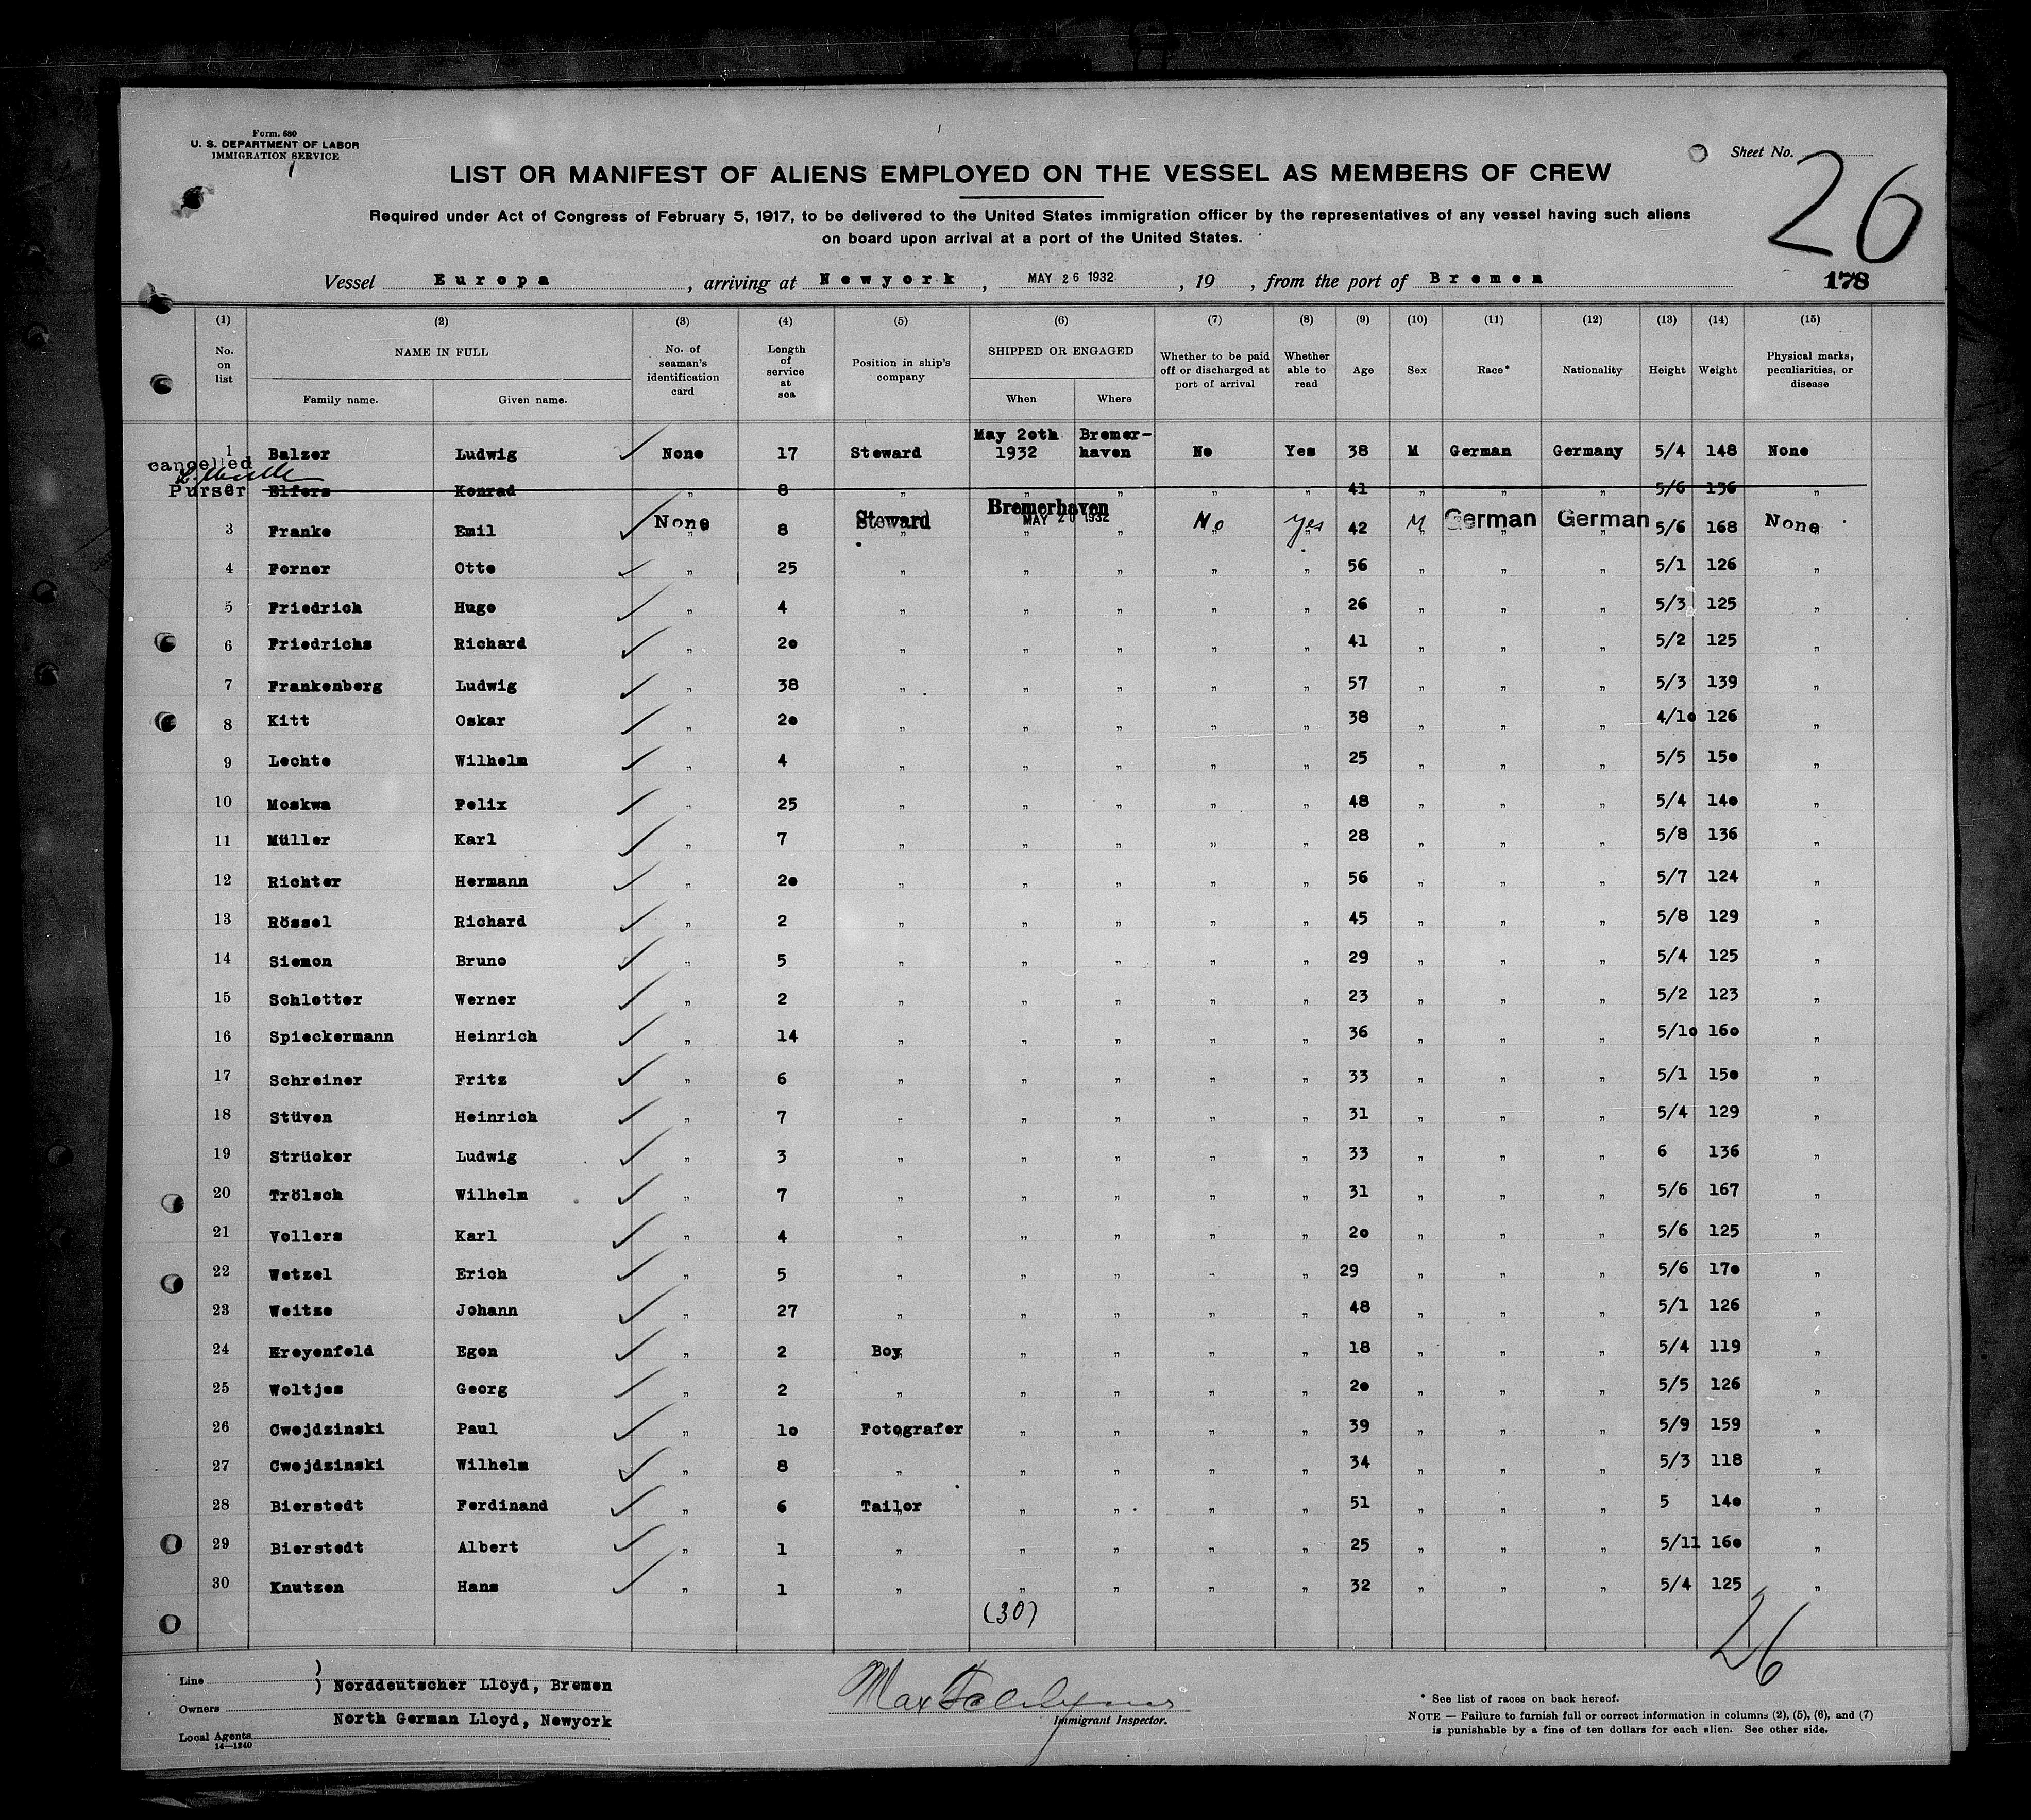 Form. 680
U. S. DEPARTMENT OF LABOR
IMMIGRATION SERVICE
Sheet No. 26
LIST OR MANIFEST OF ALIENS EMPLOYED ON THE VESSEL AS MEMBERS OF CREW
Required under Act of Congress of February 5, 1917, to be delivered to the United States immigration officer by the representatives of any vessel having such aliens
on board upon arrival at a port of the United States.
Vessel Europa , arriving at Newyork , MAY 26 1932 , 19 , from the port of Bremen 178
(1) (2) (3) (4) (5) (6) (7) (8) (9) (10) (11) (12) (13) (14) (15)
No. on list NAME IN FULL Family name. Given name. No. of seaman's identification card Length of service at sea Position in ship's company SHIPPED OR ENGAGED When Where Whether to be paid off or discharged at port of arrival Whether able to read Age Sex Race* Nationality Height Weight Physical marks, peculiarities, or disease
1 Balzer Ludwig None 17 Steward May 20th 1932 Bremer-haven No Yes 38 M German Germany 5/4 148 None
cancelled
Purser Elfers Konrad " 8 " " " " " 41 " " " 5/6 136 "
Bremerhaven
3 Franke Emil None " 8 Steward " MAY 20 1932 " " No " Yes " 42 M " German " German " 5/6 168 None "
4 Forner Otto " 25 " " " " " 56 " " " 5/1 126 "
5 Friedrich Hugo " 4 " " " " " 26 " " " 5/3 125 "
6 Friedrichs Richard " 20 " " " " " 41 " " " 5/2 125 "
7 Frankenberg Ludwig " 38 " " " " " 57 " " " 5/3 139 "
8 Kitt Oskar " 20 " " " " " 38 " " " 4/10 126 "
9 Lechte Wilhelm " 4 " " " " " 25 " " " 5/5 150 "
10 Moskwa Felix " 25 " " " " " 48 " " " 5/4 140 "
11 Müller Karl " 7 " " " " " 28 " " " 5/8 136 "
12 Richter Hermann " 20 " " " " " 56 " " " 5/7 124 "
13 Rössel Richard " 2 " " " " " 45 " " " 5/8 129 "
14 Siemon Bruno " 5 " " " " " 29 " " " 5/4 125 "
15 Schlotter Werner " 2 " " " " " 23 " " " 5/2 123 "
16 Spieckermann Heinrich " 14 " " " " " 36 " " " 5/10 160 "
17 Schreiner Fritz " 6 " " " " " 33 " " " 5/1 150 "
18 Stüven Heinrich " 7 " " " " " 31 " " " 5/4 129 "
19 Strücker Ludwig " 3 " " " " " 33 " " " 6 136 "
20 Trölsch Wilhelm " 7 " " " " " 31 " " " 5/6 167 "
21 Vollers Karl " 4 " " " " " 20 " " " 5/6 125 "
22 Wetzel Erich " 5 " " " " " 29 " " " 5/6 170 "
23 Weitze Johann " 27 " " " " " 48 " " " 5/1 126 "
24 Kreyenfeld Egon " 2 Boy " " " " 18 " " " 5/4 119 "
25 Woltjes Georg " 2 " " " " " 20 " " " 5/5 126 "
26 Cwojdzinski Paul " 10 Fotografer " " " " 39 " " " 5/9 159 "
27 Cwojdzinski Wilhelm " 8 " " " " " 34 " " " 5/3 118 "
28 Bierstedt Ferdinand " 6 Tailor " " " " 51 " " " 5 140 "
29 Bierstedt Albert " 1 " " " " " 25 " " " 5/11 160 "
30 Knutzen Hans " 1 " " " " " 32 " " " 5/4 125 "
(30)
26
Line
Norddeutscher Lloyd, Bremen
Owners
North German Lloyd, Newyork
Local Agents
14—1240
Max
Immigrant Inspector.
* See list of races on back hereof.
NOTE — Failure to furnish full or correct information in columns (2), (5), (6), and (7)
is punishable by a fine of ten dollars for each alien. See other side.